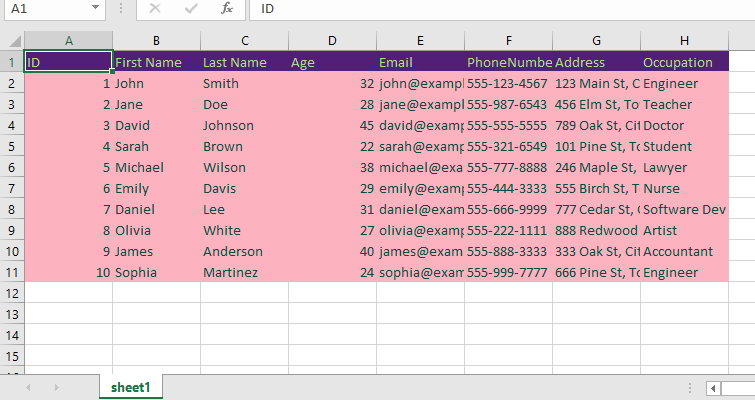 A1 fx ID
A B C D E F G H
1 ID First Name Last Name Age Email PhoneNumbe Address Occupation
2 1 John Smith 32 john@exampl 555-123-4567 123 Main St, C Engineer
3 2 Jane Doe 28 jane@exampl 555-987-6543 456 Elm St, To Teacher
4 3 David Johnson 45 david@examp 555-555-5555 789 Oak St, Cit Doctor
5 4 Sarah Brown 22 sarah@examp 555-321-6549 101 Pine St, To Student
6 5 Michael Wilson 38 michael@exa 555-777-8888 246 Maple St, Lawyer
7 6 Emily Davis 29 emily@examp 555-444-3333 555 Birch St, T Nurse
8 7 Daniel Lee 31 daniel@exam 555-666-9999 777 Cedar St, Software Dev
9 8 Olivia White 27 olivia@examp 555-222-1111 888 Redwood Artist
10 9 James Anderson 40 james@exam 555-888-3333 333 Oak St, Cit Accountant
11 10 Sophia Martinez 24 sophia@exam 555-999-7777 666 Pine St, To Engineer
12
13
14
15
sheet1